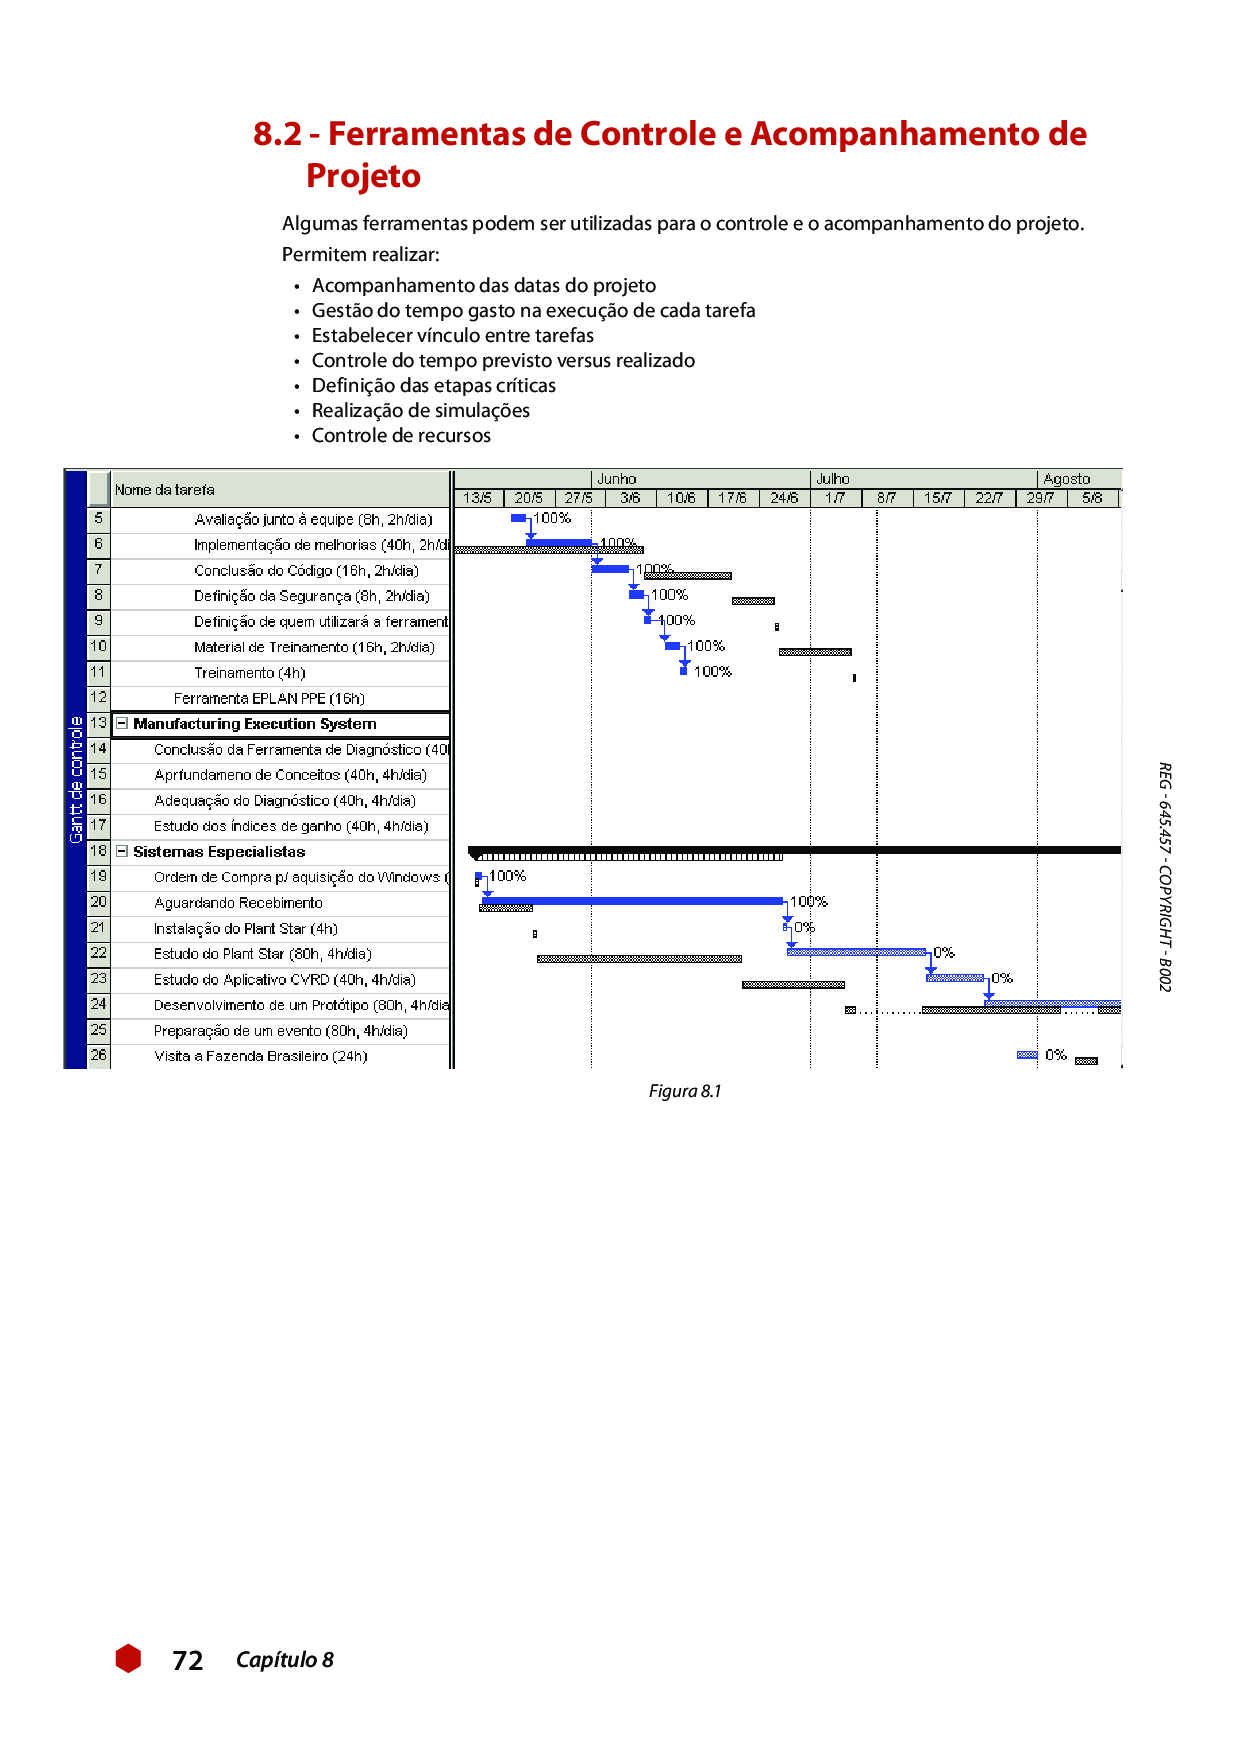 8.2 - Ferramentas de Controle e Acompanhamento de
Projeto
Algumas ferramentas podem ser utilizadas para o controle e o acompanhamento do projeto.
Permitem realizar:
• Acompanhamento das datas do projeto
• Gestão do tempo gasto na execução de cada tarefa
• Estabelecer vínculo entre tarefas
• Controle do tempo previsto versus realizado
• Definição das etapas críticas
• Realização de simulações
• Controle de recursos
Gantt de controle
Nome da tarefa
Junho Julho Agosto
13/5 20/5 27/5 3/6 10/6 17/6 24/6 1/7 8/7 15/7 22/7 29/7 5/8
5 Avaliação junto à equipe (8h, 2h/dia) 100%
6 Implementação de melhorias (40h, 2h/di 100%
7 Conclusão do Código (16h, 2h/dia) 100%
8 Definição da Segurança (8h, 2h/dia) 100%
9 Definição de quem utilizará a ferrament 100%
10 Material de Treinamento (16h, 2h/dia) 100%
11 Treinamento (4h) 100%
12 Ferramenta EPLAN PPE (16h)
13 Manufacturing Execution System
14 Conclusão da Ferramenta de Diagnóstico (40h
15 Aprfundameno de Conceitos (40h, 4h/dia)
16 Adequação do Diagnóstico (40h, 4h/dia)
17 Estudo dos índices de ganho (40h, 4h/dia)
18 Sistemas Especialistas
19 Ordem de Compra p/ aquisição do Windows ( 100%
20 Aguardando Recebimento 100%
21 Instalação do Plant Star (4h) 0%
22 Estudo do Plant Star (80h, 4h/dia) 0%
23 Estudo do Aplicativo CVRD (40h, 4h/dia) 0%
24 Desenvolvimento de um Protótipo (80h, 4h/dia
25 Preparação de um evento (80h, 4h/dia)
26 Visita a Fazenda Brasileiro (24h) 0%
Figura 8.1
REG - 645.457 - COPYRIGHT - B002
72 Capítulo 8